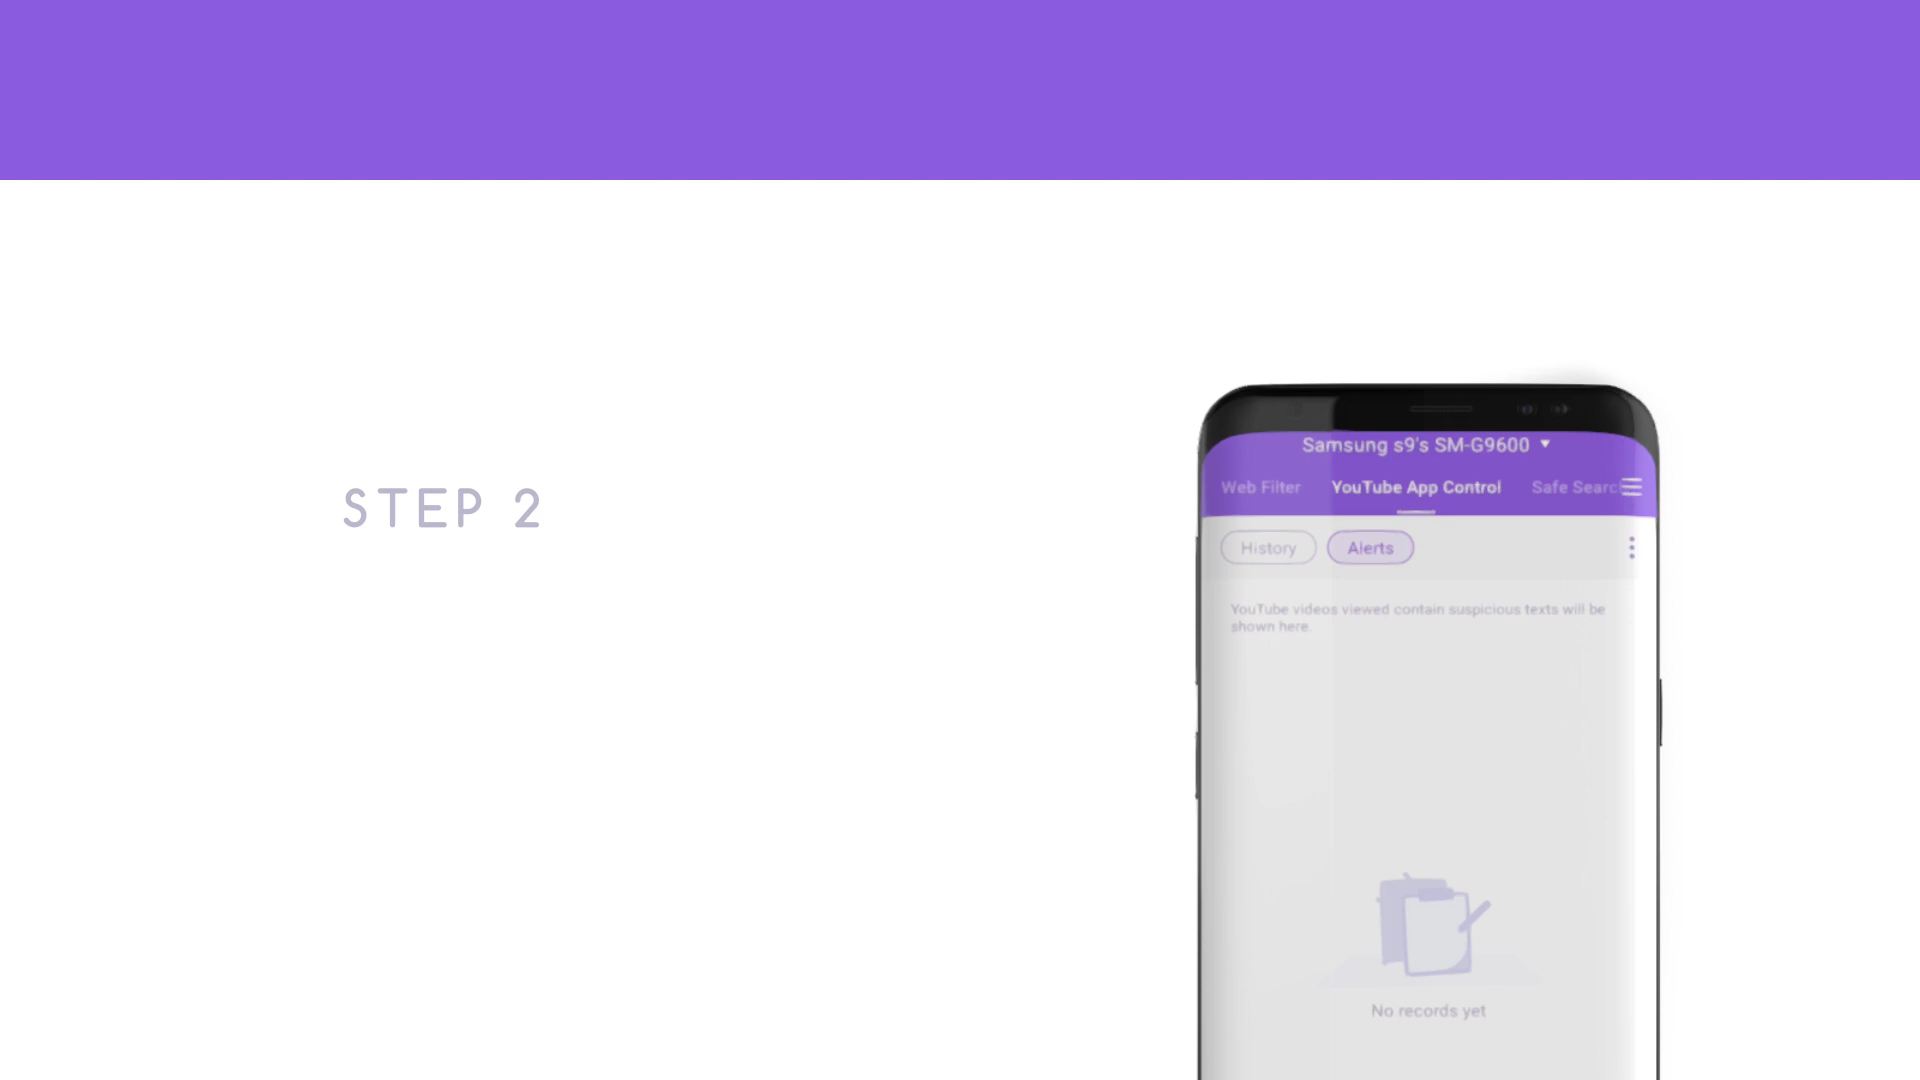 STEP 2
Samsung s9's SM-G9600
Web Filter YouTube App Control Safe Searc
History Alerts
YouTube videos viewed contain suspicious texts will be
shown here.
No records yet